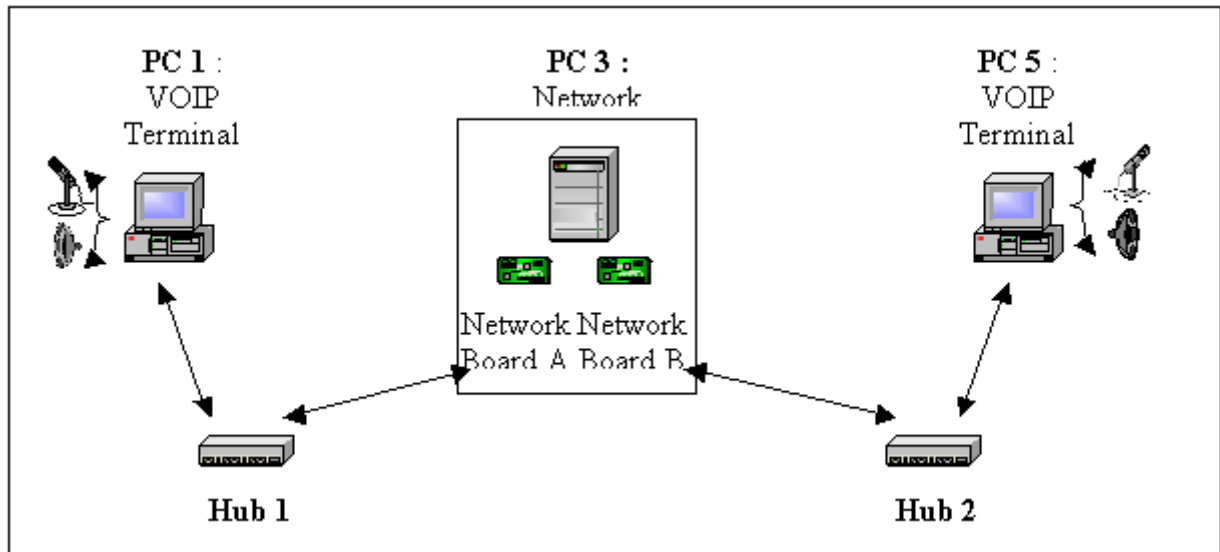 PC 1 :
VOIP
Terminal
PC 3 :
Network
PC 5 :
VOIP
Terminal
Network Network
Board A Board B
Hub 1
Hub 2